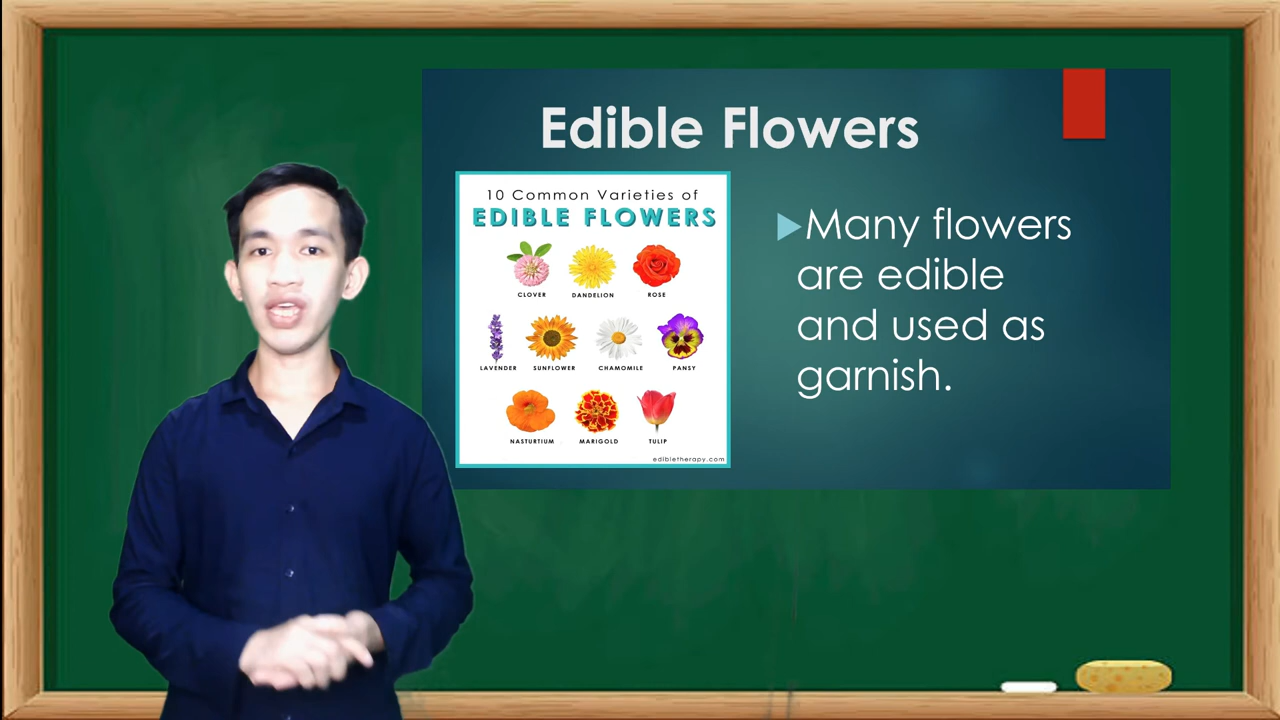 Edible Flowers
10 Common Varieties of
EDIBLE FLOWERS
CLOVER DANDELION ROSE
LAVENDER SUNFLOWER CHAMOMILE PANSY
NASTURTIUM MARIGOLD TULIP
edibletherapy.com
Many flowers
are edible
and used as
garnish.